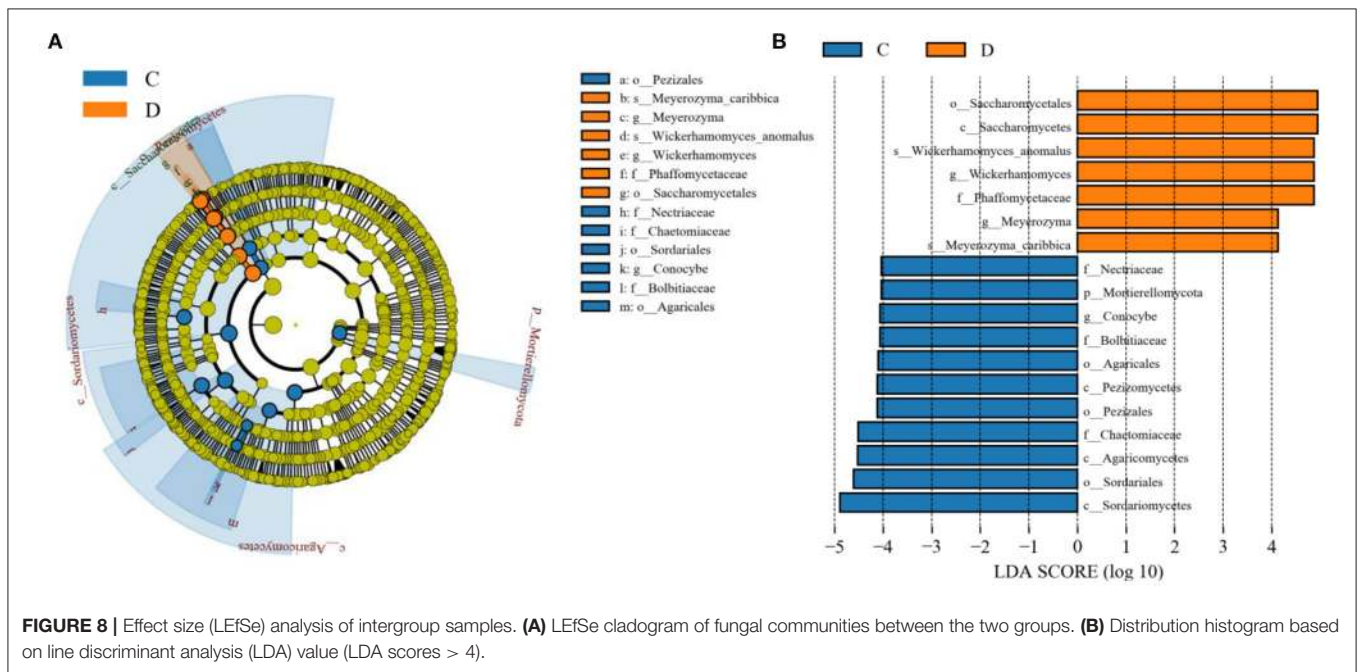 A
C
D
c__Saccharomycetes
c__Sordariomycetes
h
m
c__Agaricomycetes
p__Mortierellomycota
a: o__Pezizales
b: s__Meyerozyma_caribbica
c: g__Meyerozyma
d: s__Wickerhamomyces_anomalus
e: g__Wickerhamomyces
f: f__Phaffomycetaceae
g: o__Saccharomycetales
h: f__Nectriaceae
i: f__Chaetomiaceae
j: o__Sordariales
k: g__Conocybe
l: f__Bolbitiaceae
m: o__Agaricales
B
C
D
o__Saccharomycetales
c__Saccharomycetes
s__Wickerhamomyces_anomalus
g__Wickerhamomyces
f__Phaffomycetaceae
g__Meyerozyma
s__Meyerozyma_caribbica
f__Nectriaceae
p__Mortierellomycota
g__Conocybe
f__Bolbitiaceae
o__Agaricales
c__Pezizomycetes
o__Pezizales
f__Chaetomiaceae
c__Agaricomycetes
o__Sordariales
c__Sordariomycetes
−5 −4 −3 −2 −1 0 1 2 3 4
LDA SCORE (log 10)
FIGURE 8 | Effect size (LEfSe) analysis of intergroup samples. (A) LEfSe cladogram of fungal communities between the two groups. (B) Distribution histogram based
on line discriminant analysis (LDA) value (LDA scores > 4).